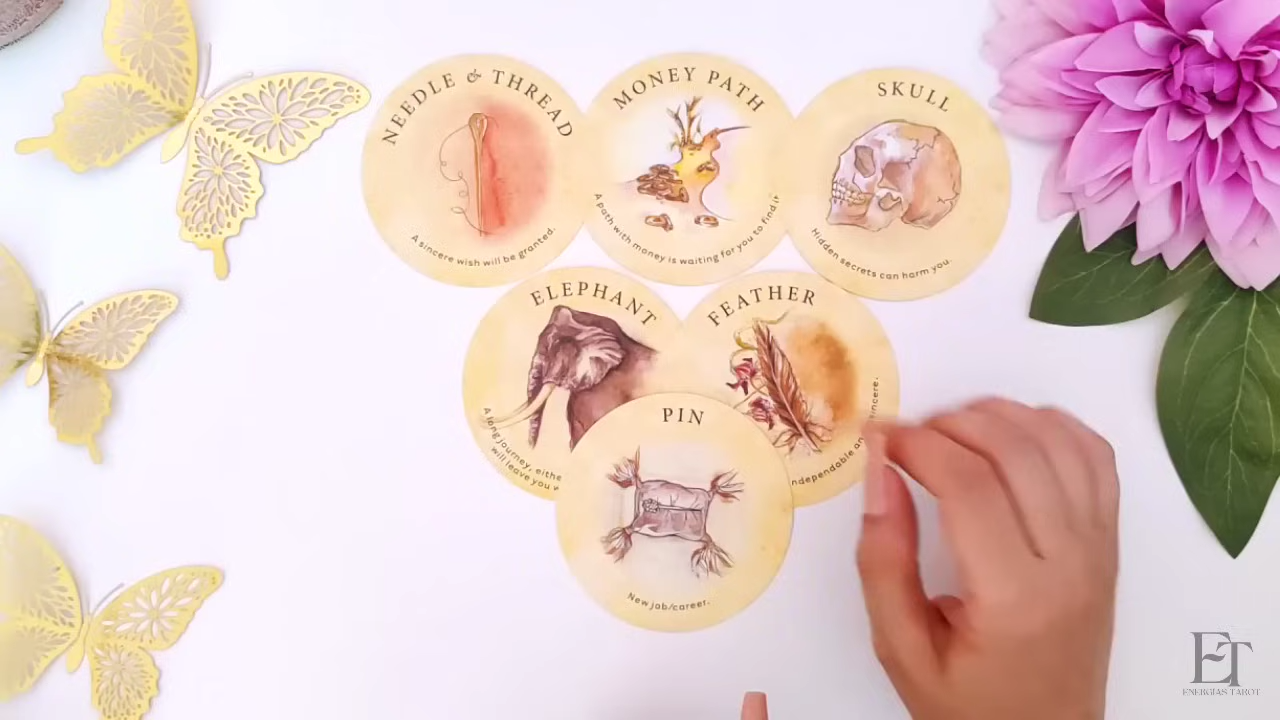 NEEDLE & THREAD
A sincere wish will be granted.
MONEY PATH
A path with money is waiting for you to find it
SKULL
Hidden secrets can harm you.
ELEPHANT
A long journey, eithe
will leave you
FEATHER
ndependable an
sincere.
PIN
New job/career.
ET
ENERGÍAS TAROT